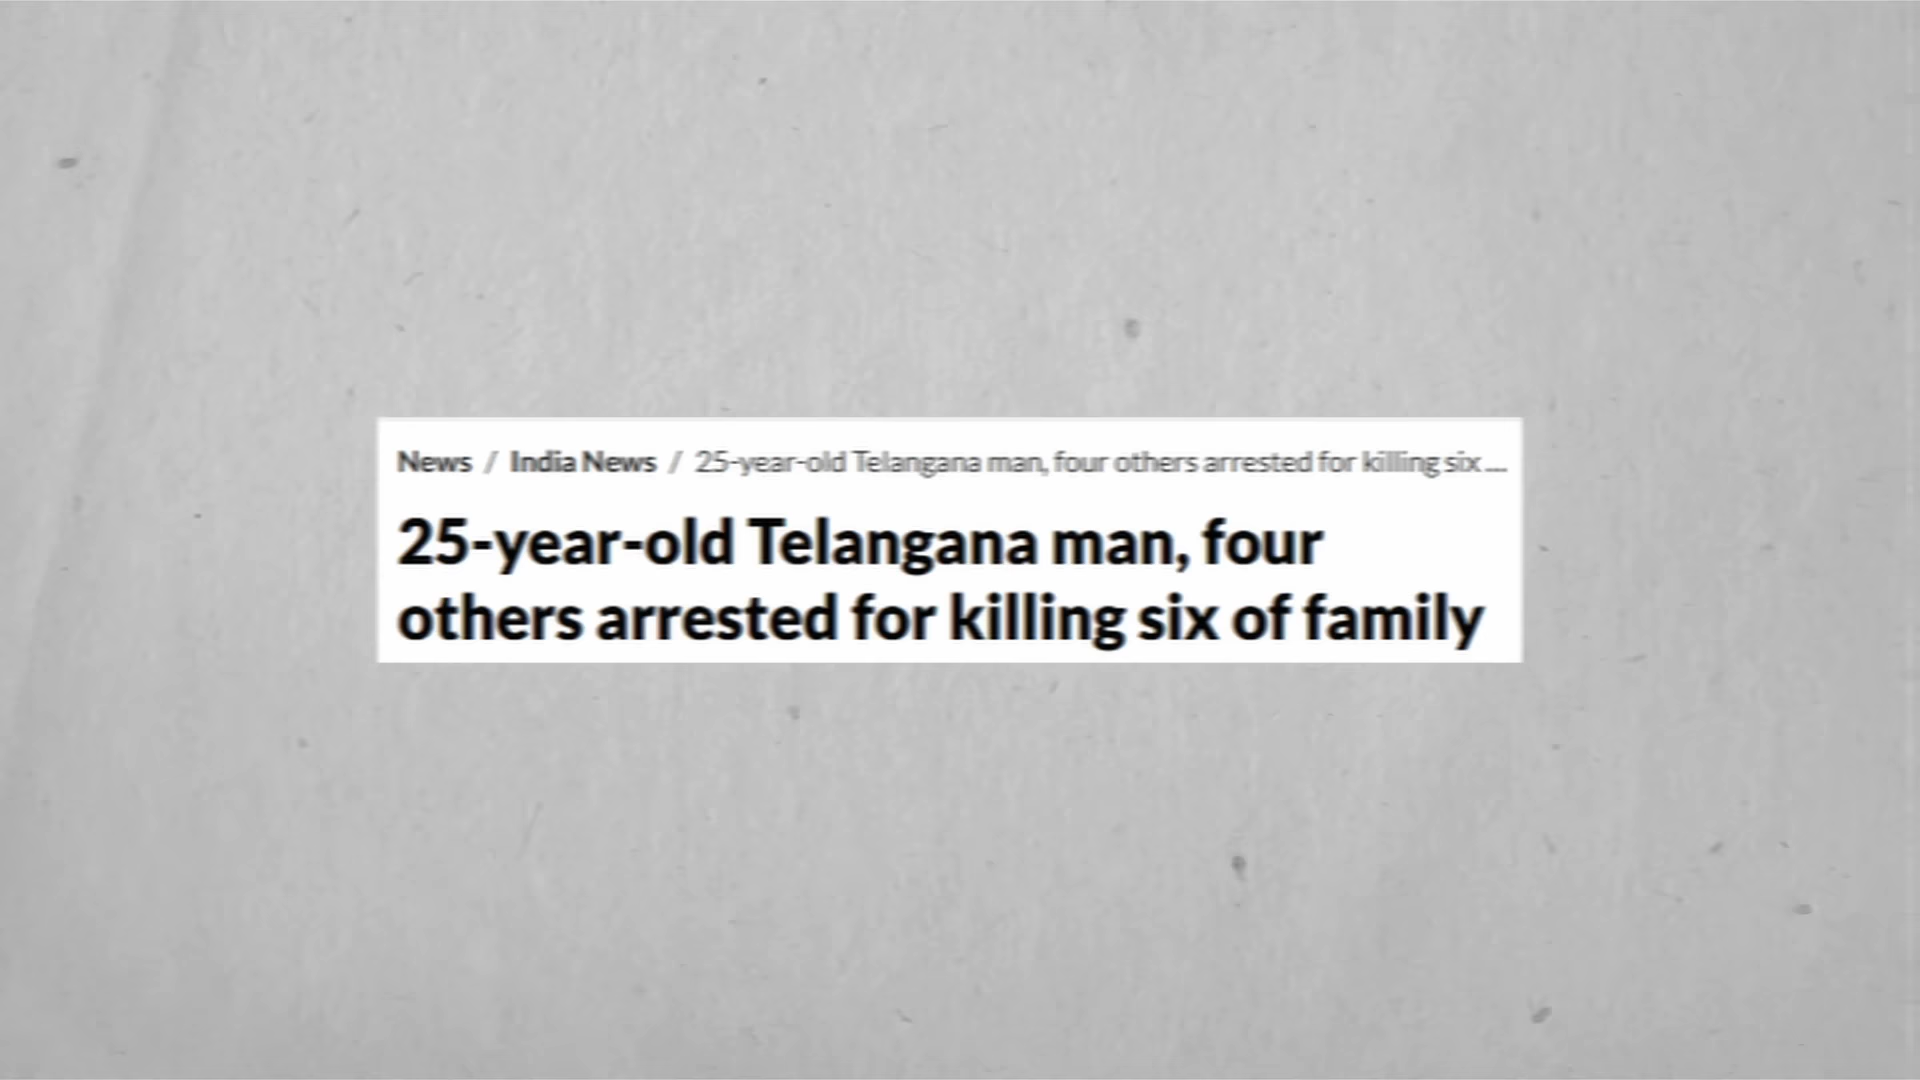 News / India News / 25-year-old Telangana man, four others arrested for killing six ...
25-year-old Telangana man, four
others arrested for killing six of family